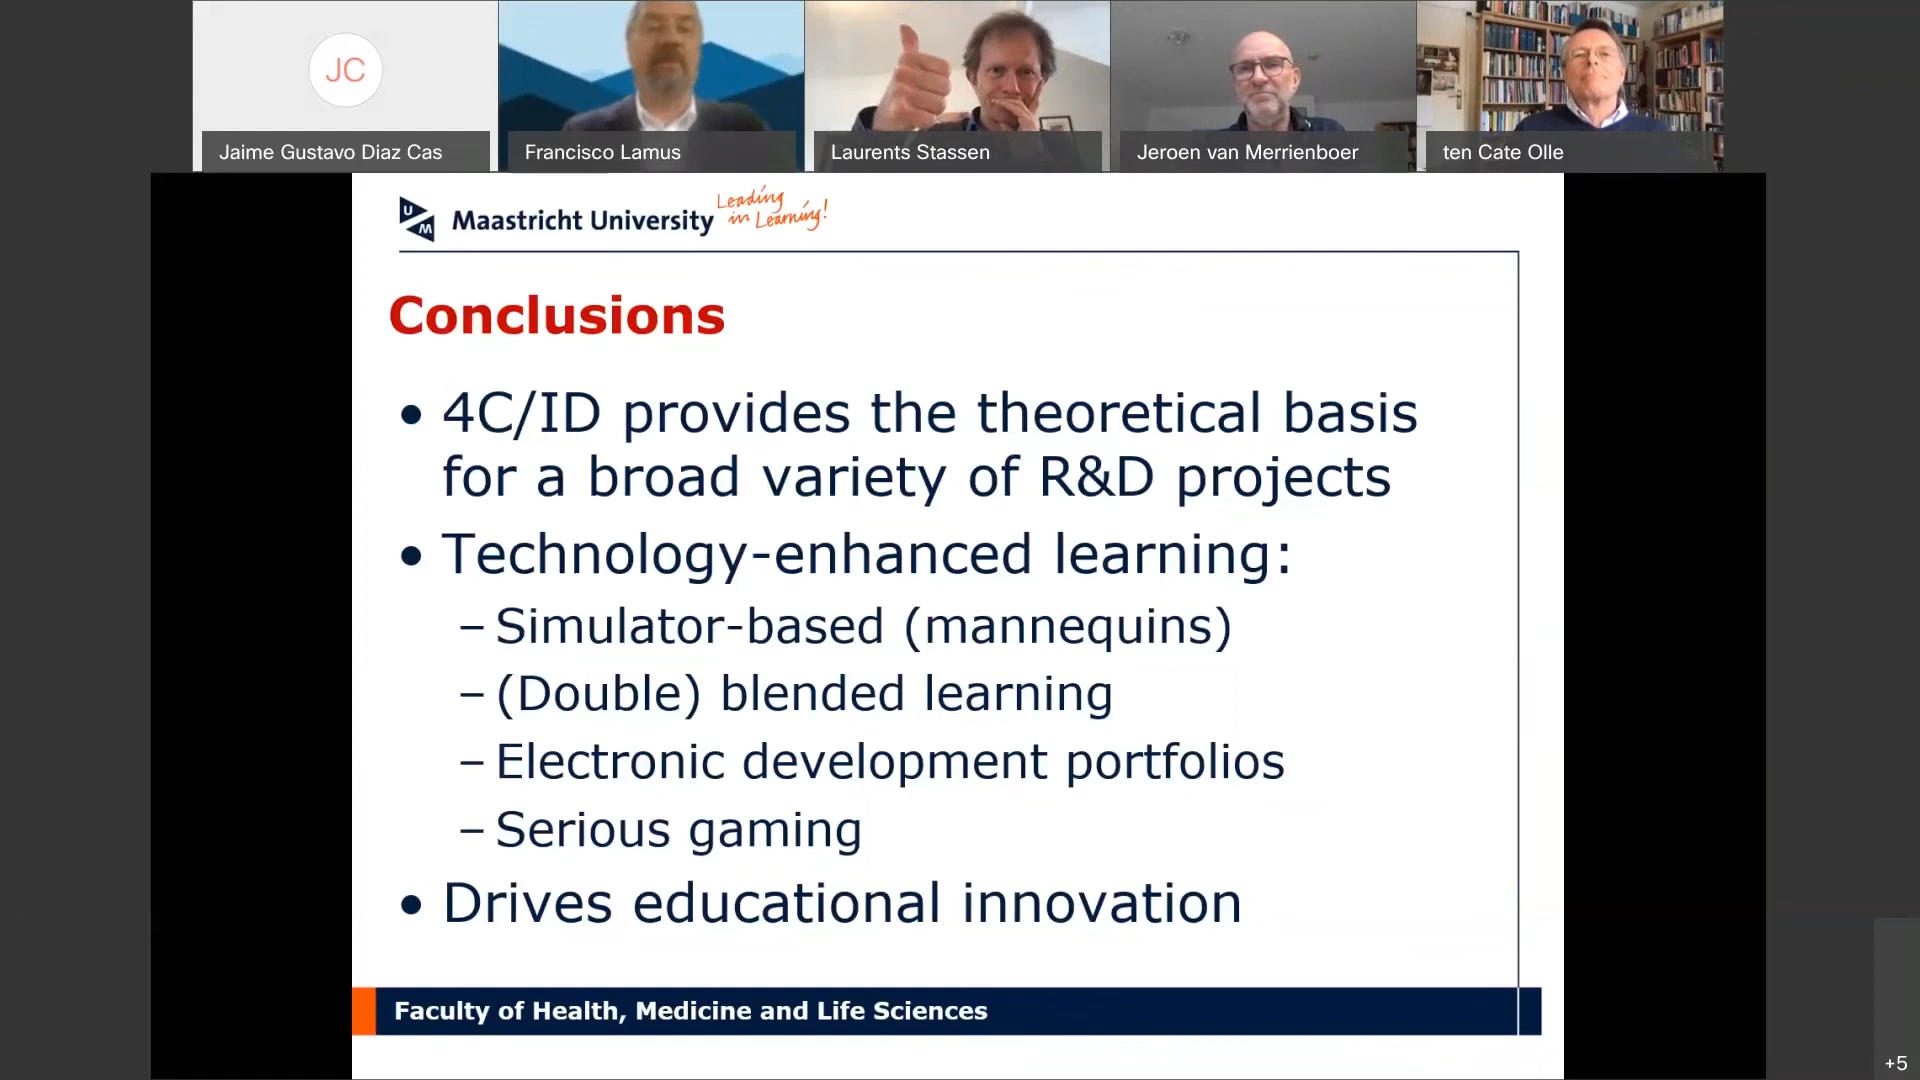 JC
Jaime Gustavo Diaz Cas
Francisco Lamus
Laurents Stassen
Jeroen van Merrienboer
ten Cate Olle
UM
Maastricht University
Leading
in Learning!
Conclusions
• 4C/ID provides the theoretical basis
for a broad variety of R&D projects
• Technology-enhanced learning:
– Simulator-based (mannequins)
– (Double) blended learning
– Electronic development portfolios
– Serious gaming
• Drives educational innovation
Faculty of Health, Medicine and Life Sciences
+5